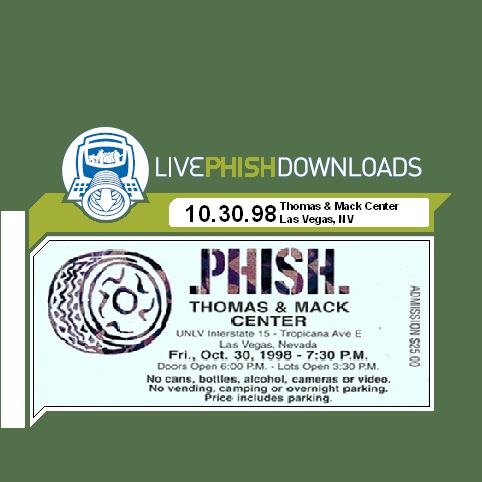 LIVEPHISHDOWNLOADS
10.30.98 Thomas & Mack Center
Las Vegas, NV
PHISH.
THOMAS & MACK
CENTER
UNLV Interstate 15 - Tropicana Ave E
Las Vegas, Nevada
Fri., Oct. 30, 1998 - 7:30 P.M.
Doors Open 6:00 P.M. - Lots Open 3:30 P.M.
No cans, bottles, alcohol, cameras or video.
No vending, camping or overnight parking.
Price includes parking.
ADMISSION $25.00